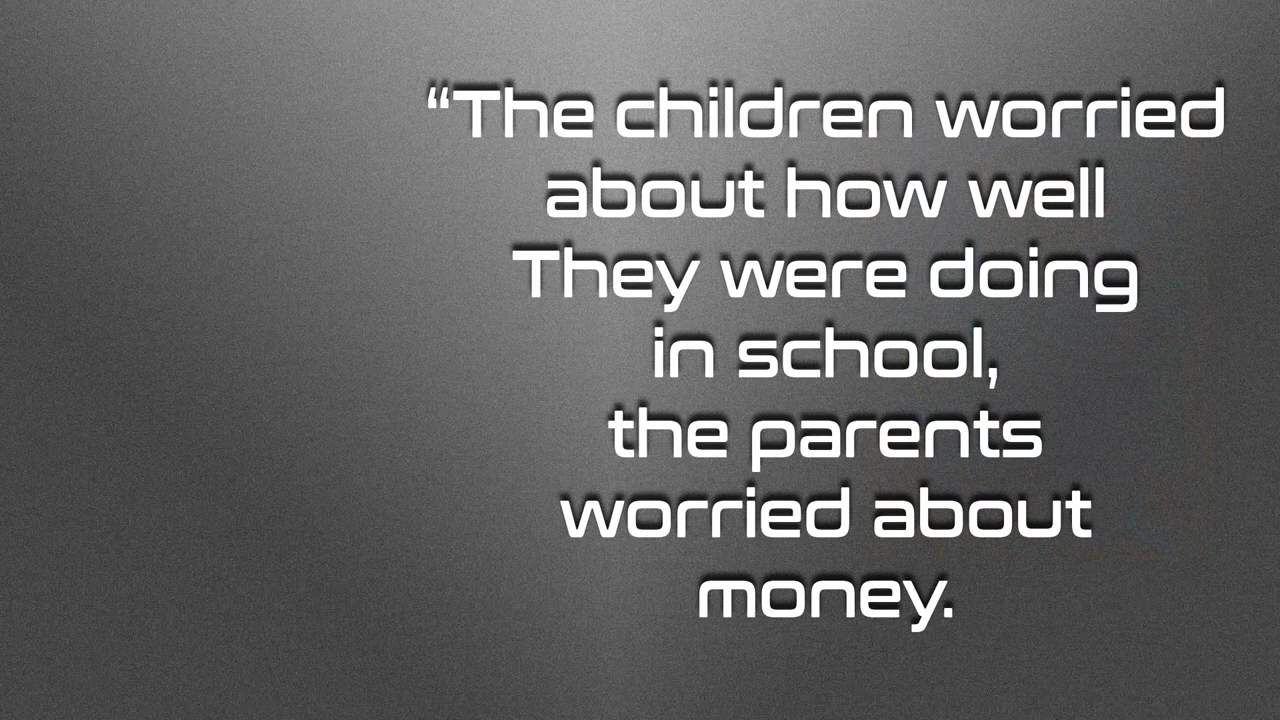 “The children worried
about how well
They were doing
in school,
the parents
worried about
money.